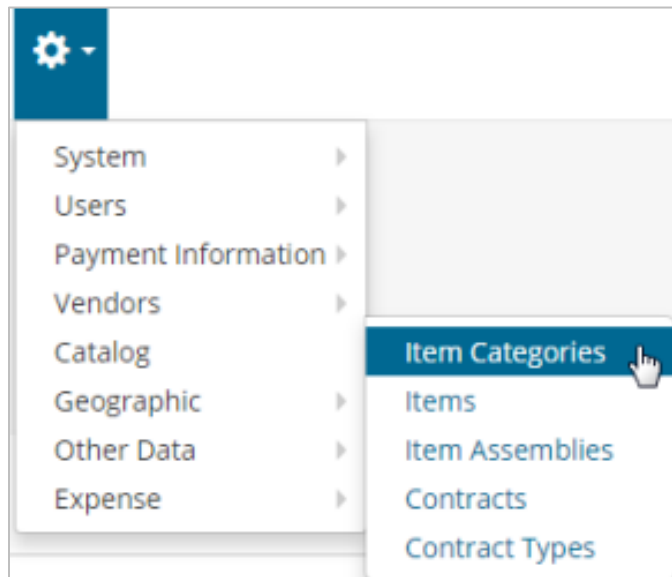 System
Users
Payment Information
Vendors
Catalog
Geographic
Other Data
Expense
Item Categories
Items
Item Assemblies
Contracts
Contract Types